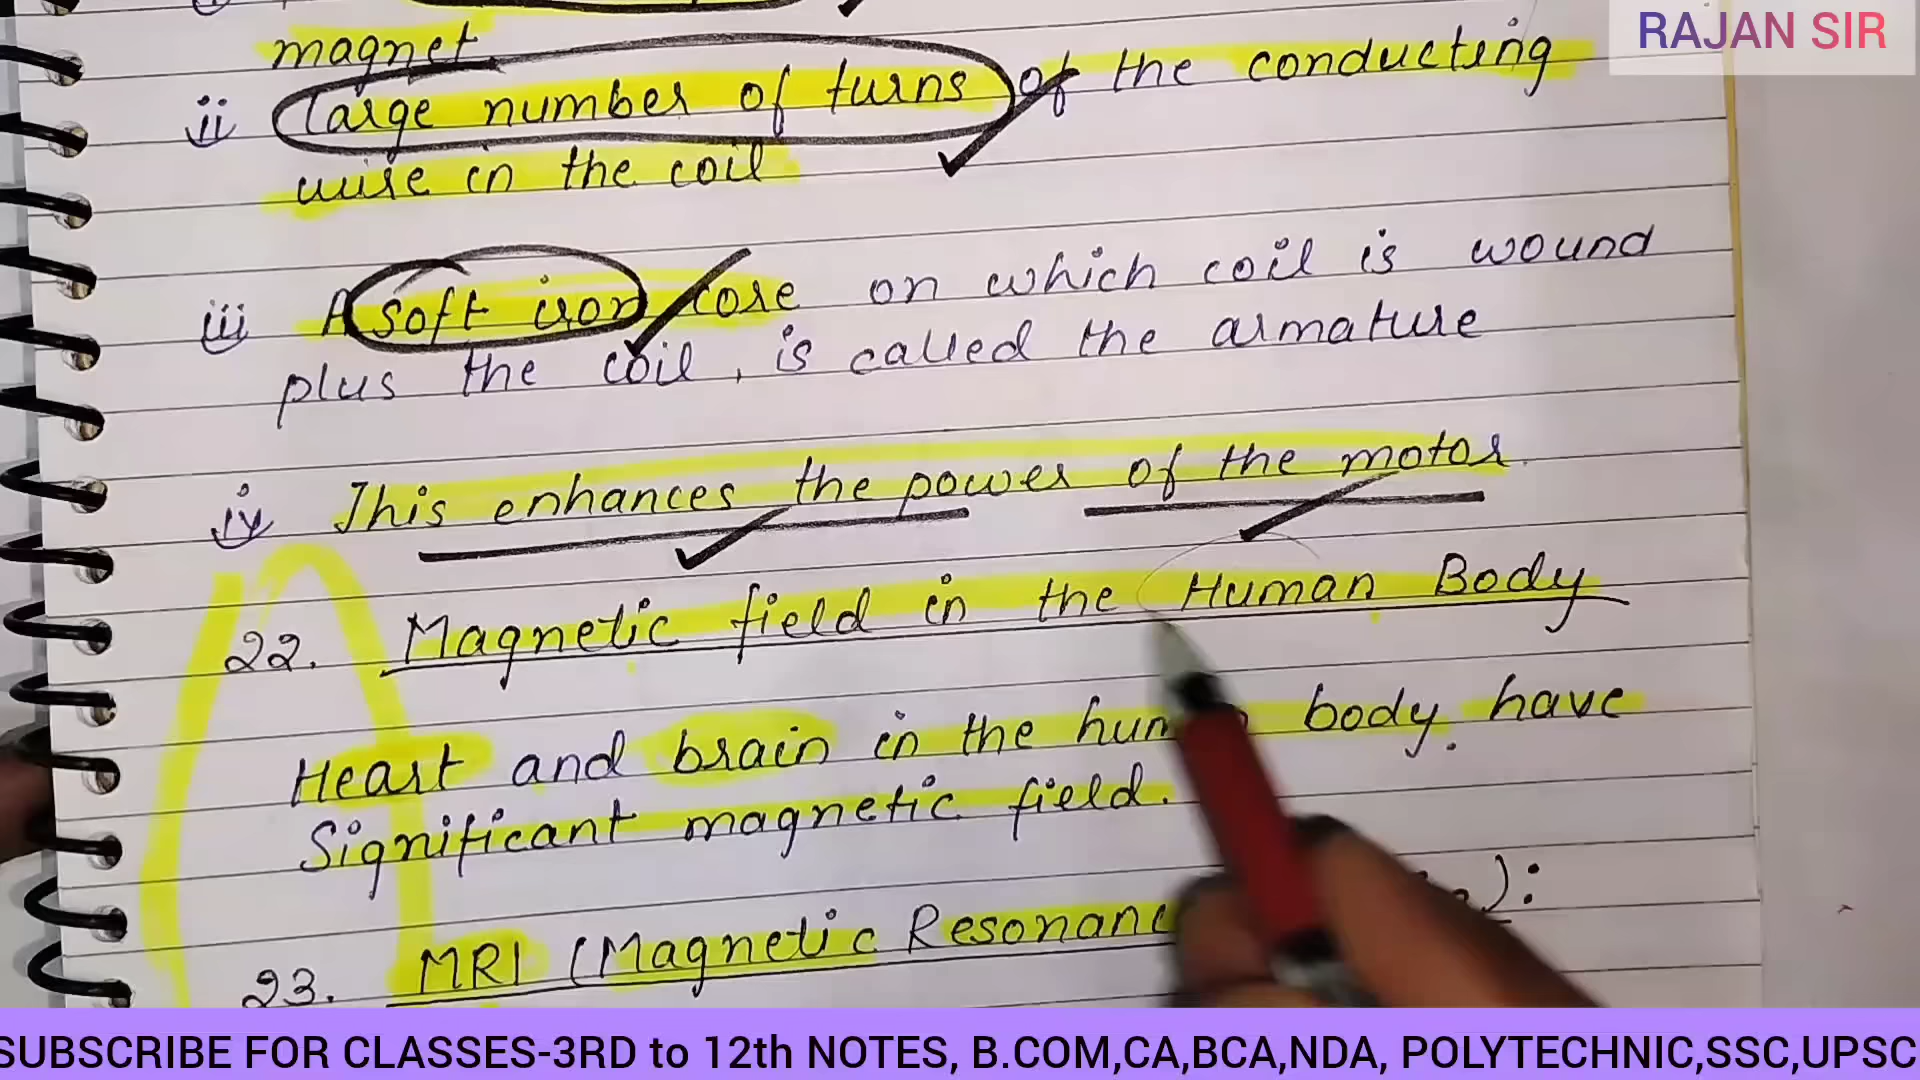 RAJAN SIR
magnet
ii large number of turns of the conducting
wire in the coil
iii A soft iron core on which coil is wound
plus the coil, is called the armature
iv This enhances the power of the motor
22. Magnetic field in the Human Body
Heart and brain in the human body have
Significant magnetic field.
23. MRI (Magnetic Resonanc
SUBSCRIBE FOR CLASSES-3RD to 12th NOTES, B.COM,CA,BCA,NDA, POLYTECHNIC,SSC,UPSC